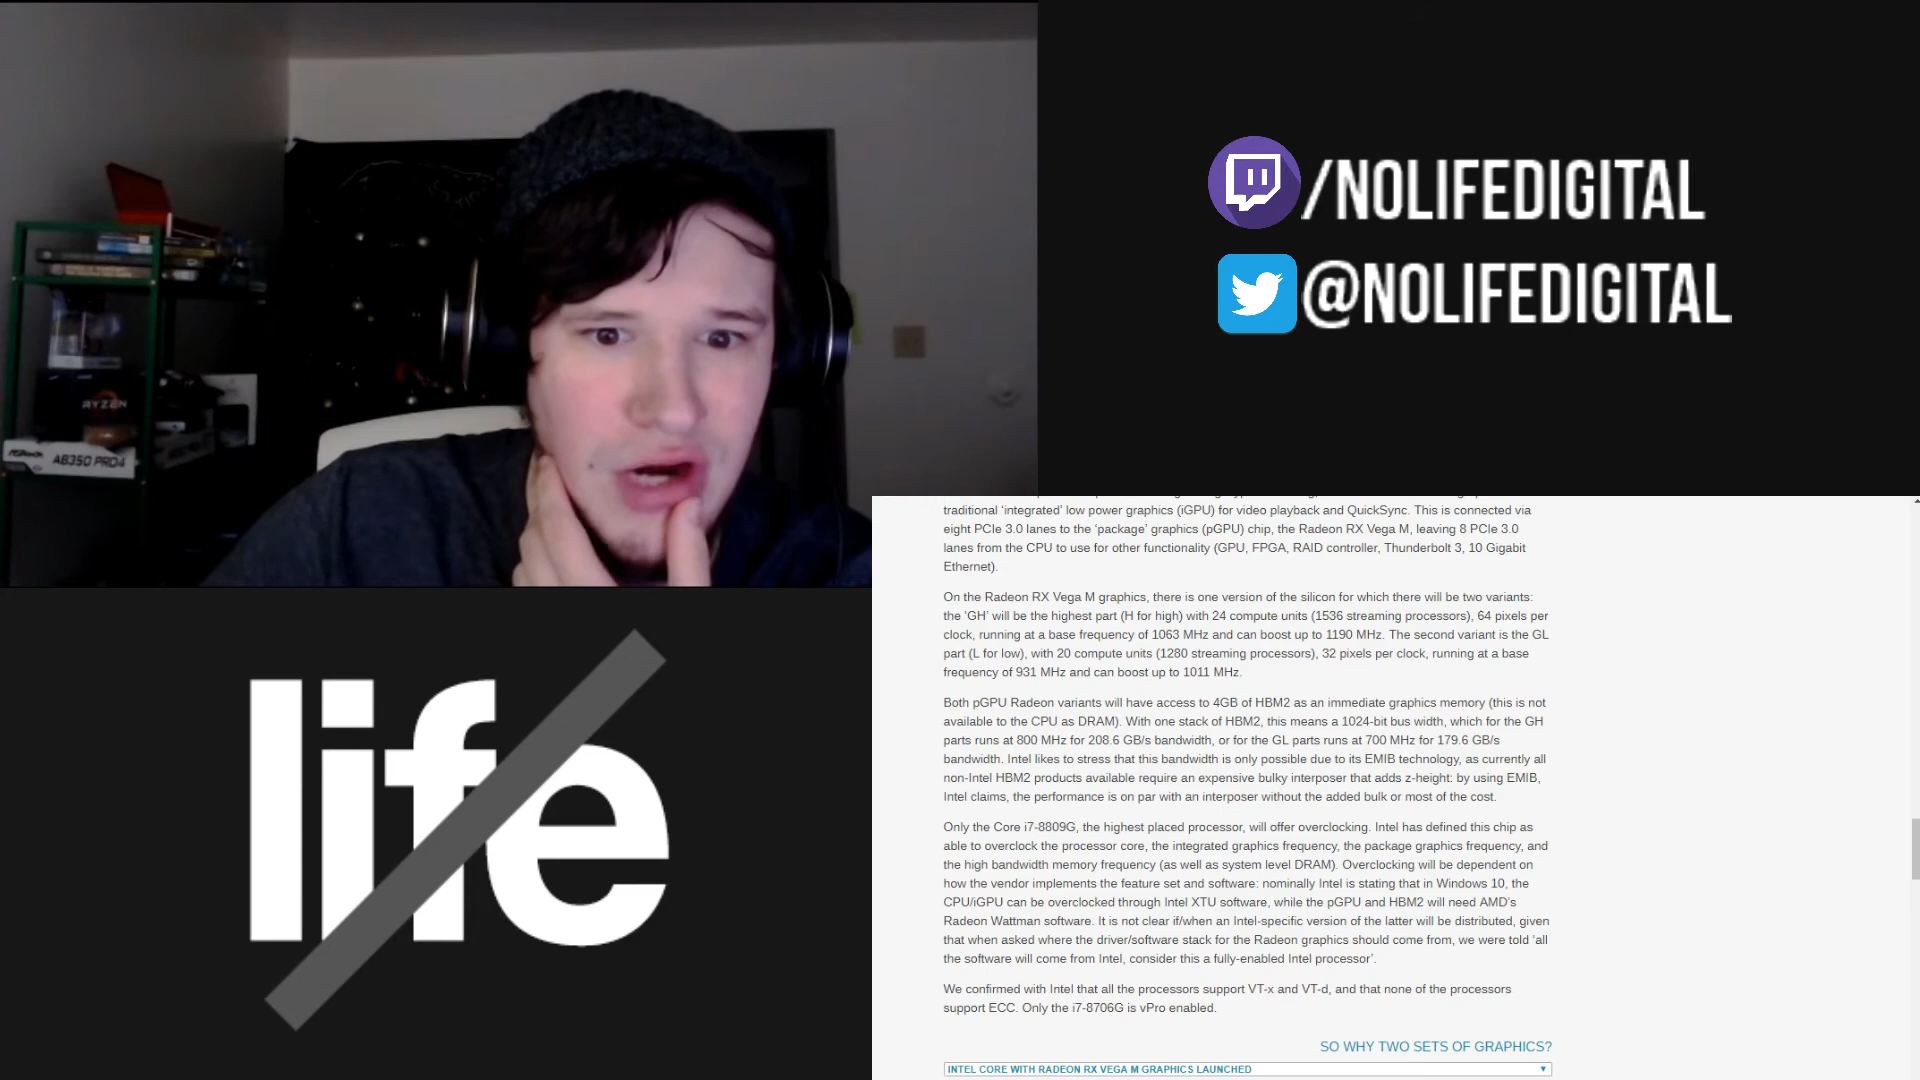 /NOLIFEDIGITAL
@NOLIFEDIGITAL
RYZEN
AB350 PRO4
life
traditional ‘integrated’ low power graphics (iGPU) for video playback and QuickSync. This is connected via
eight PCIe 3.0 lanes to the ‘package’ graphics (pGPU) chip, the Radeon RX Vega M, leaving 8 PCIe 3.0
lanes from the CPU to use for other functionality (GPU, FPGA, RAID controller, Thunderbolt 3, 10 Gigabit
Ethernet).
On the Radeon RX Vega M graphics, there is one version of the silicon for which there will be two variants:
the ‘GH’ will be the highest part (H for high) with 24 compute units (1536 streaming processors), 64 pixels per
clock, running at a base frequency of 1063 MHz and can boost up to 1190 MHz. The second variant is the GL
part (L for low), with 20 compute units (1280 streaming processors), 32 pixels per clock, running at a base
frequency of 931 MHz and can boost up to 1011 MHz.
Both pGPU Radeon variants will have access to 4GB of HBM2 as an immediate graphics memory (this is not
available to the CPU as DRAM). With one stack of HBM2, this means a 1024-bit bus width, which for the GH
parts runs at 800 MHz for 208.6 GB/s bandwidth, or for the GL parts runs at 700 MHz for 179.6 GB/s
bandwidth. Intel likes to stress that this bandwidth is only possible due to its EMIB technology, as currently all
non-Intel HBM2 products available require an expensive bulky interposer that adds z-height: by using EMIB,
Intel claims, the performance is on par with an interposer without the added bulk or most of the cost.
Only the Core i7-8809G, the highest placed processor, will offer overclocking. Intel has defined this chip as
able to overclock the processor core, the integrated graphics frequency, the package graphics frequency, and
the high bandwidth memory frequency (as well as system level DRAM). Overclocking will be dependent on
how the vendor implements the feature set and software: nominally Intel is stating that in Windows 10, the
CPU/iGPU can be overclocked through Intel XTU software, while the pGPU and HBM2 will need AMD’s
Radeon Wattman software. It is not clear if/when an Intel-specific version of the latter will be distributed, given
that when asked where the driver/software stack for the Radeon graphics should come from, we were told ‘all
the software will come from Intel, consider this a fully-enabled Intel processor’.
We confirmed with Intel that all the processors support VT-x and VT-d, and that none of the processors
support ECC. Only the i7-8706G is vPro enabled.
SO WHY TWO SETS OF GRAPHICS?
INTEL CORE WITH RADEON RX VEGA M GRAPHICS LAUNCHED